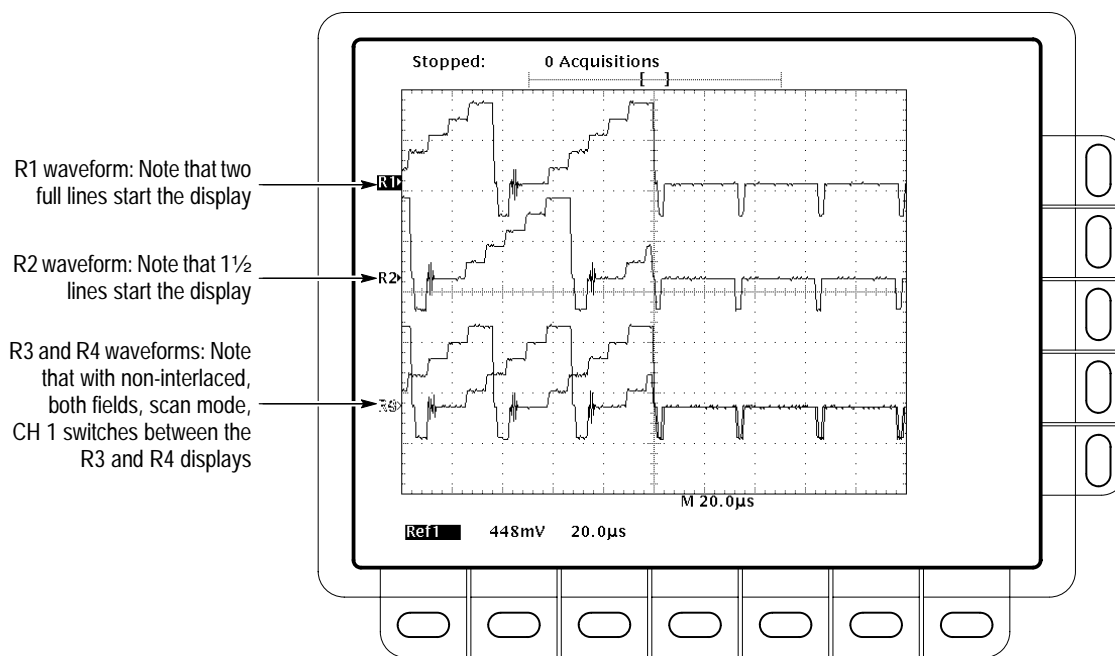 Stopped: 0 Acquisitions
[ ]
R1 waveform: Note that two
full lines start the display
R1
R2 waveform: Note that 1½
lines start the display
R2
R3 and R4 waveforms: Note
that with non-interlaced,
both fields, scan mode,
CH 1 switches between the
R3 and R4 displays
M 20.0µs
Ref1 448mV 20.0µs